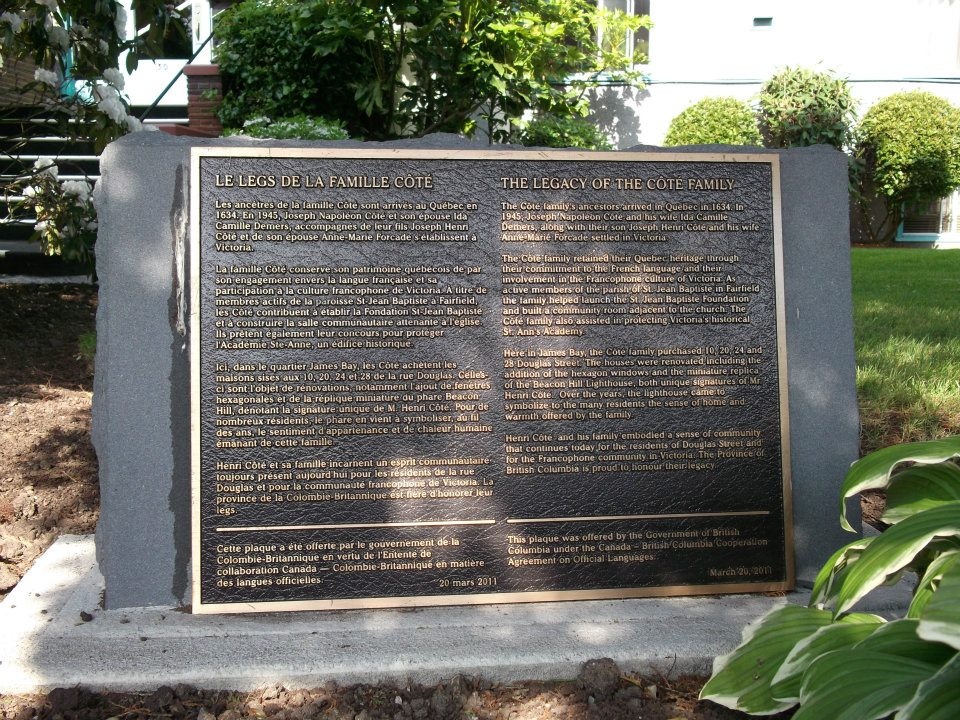 LE LEGS DE LA FAMILLE CÔTÉ
Les ancêtres de la famille Côté sont arrivés au Québec en
1634. En 1945, Joseph Napoléon Côté et son épouse Ida
Camille Demers, accompagnés de leur fils Joseph Henri
Côté et de son épouse Anne-Marie Forcade s'établissent à
Victoria.
La famille Côté conserve son patrimoine québécois de par
son engagement envers la langue française et sa
participation à la culture francophone de Victoria. À titre de
membres actifs de la paroisse St-Jean Baptiste à Fairfield,
les Côté contribuent à établir la Fondation St-Jean Baptiste
et à construire la salle communautaire attenante à l'église.
Ils prêtent également leur concours pour protéger
l'Académie Ste-Anne, un édifice historique.
Ici, dans le quartier James Bay, les Côté achètent les
maisons sises aux 10, 20, 24 et 28 de la rue Douglas. Celles-
ci sont l'objet de rénovations, notamment l'ajout de fenêtres
hexagonales et de la réplique miniature du phare Beacon
Hill, dénotant la signature unique de M. Henri Côté. Pour de
nombreux résidents, le phare en vient à symboliser, au fil
des ans, le sentiment d'appartenance et de chaleur humaine
émanant de cette famille.
Henri Côté et sa famille incarnent un esprit communautaire
toujours présent aujourd'hui pour les résidents de la rue
Douglas et pour la communauté francophone de Victoria. La
province de la Colombie-Britannique est fière d'honorer leur
legs.
Cette plaque a été offerte par le gouvernement de la
Colombie-Britannique en vertu de l'Entente de
collaboration Canada — Colombie-Britannique en matière
des langues officielles.
20 mars 2011
THE LEGACY OF THE CÔTÉ FAMILY
The Côté family's ancestors arrived in Québec in 1634. In
1945, Joseph Napoléon Côté and his wife Ida Camille
Demers, along with their son Joseph Henri Côté and his wife
Anne-Marie Forcade settled in Victoria.
The Côté family retained their Québec heritage through
their commitment to the French language and their
involvement in the Francophone culture of Victoria. As
active members of the parish of St. Jean Baptiste in Fairfield
the family helped launch the St. Jean Baptiste Foundation
and built a community room adjacent to the church. The
Côté family also assisted in protecting Victoria's historical
St. Ann's Academy.
Here in James Bay, the Côté family purchased 10, 20, 24 and
28 Douglas Street. The houses were renovated including the
addition of the hexagon windows and the miniature replica
of the Beacon Hill Lighthouse, both unique signatures of Mr.
Henri Côté. Over the years, the lighthouse came to
symbolize to the many residents the sense of home and
warmth offered by the family.
Henri Côté and his family embodied a sense of community
that continues today for the residents of Douglas Street and
for the Francophone community in Victoria. The Province of
British Columbia is proud to honour their legacy.
This plaque was offered by the Government of British
Columbia under the Canada – British Columbia Cooperation
Agreement on Official Languages.
March 20, 2011